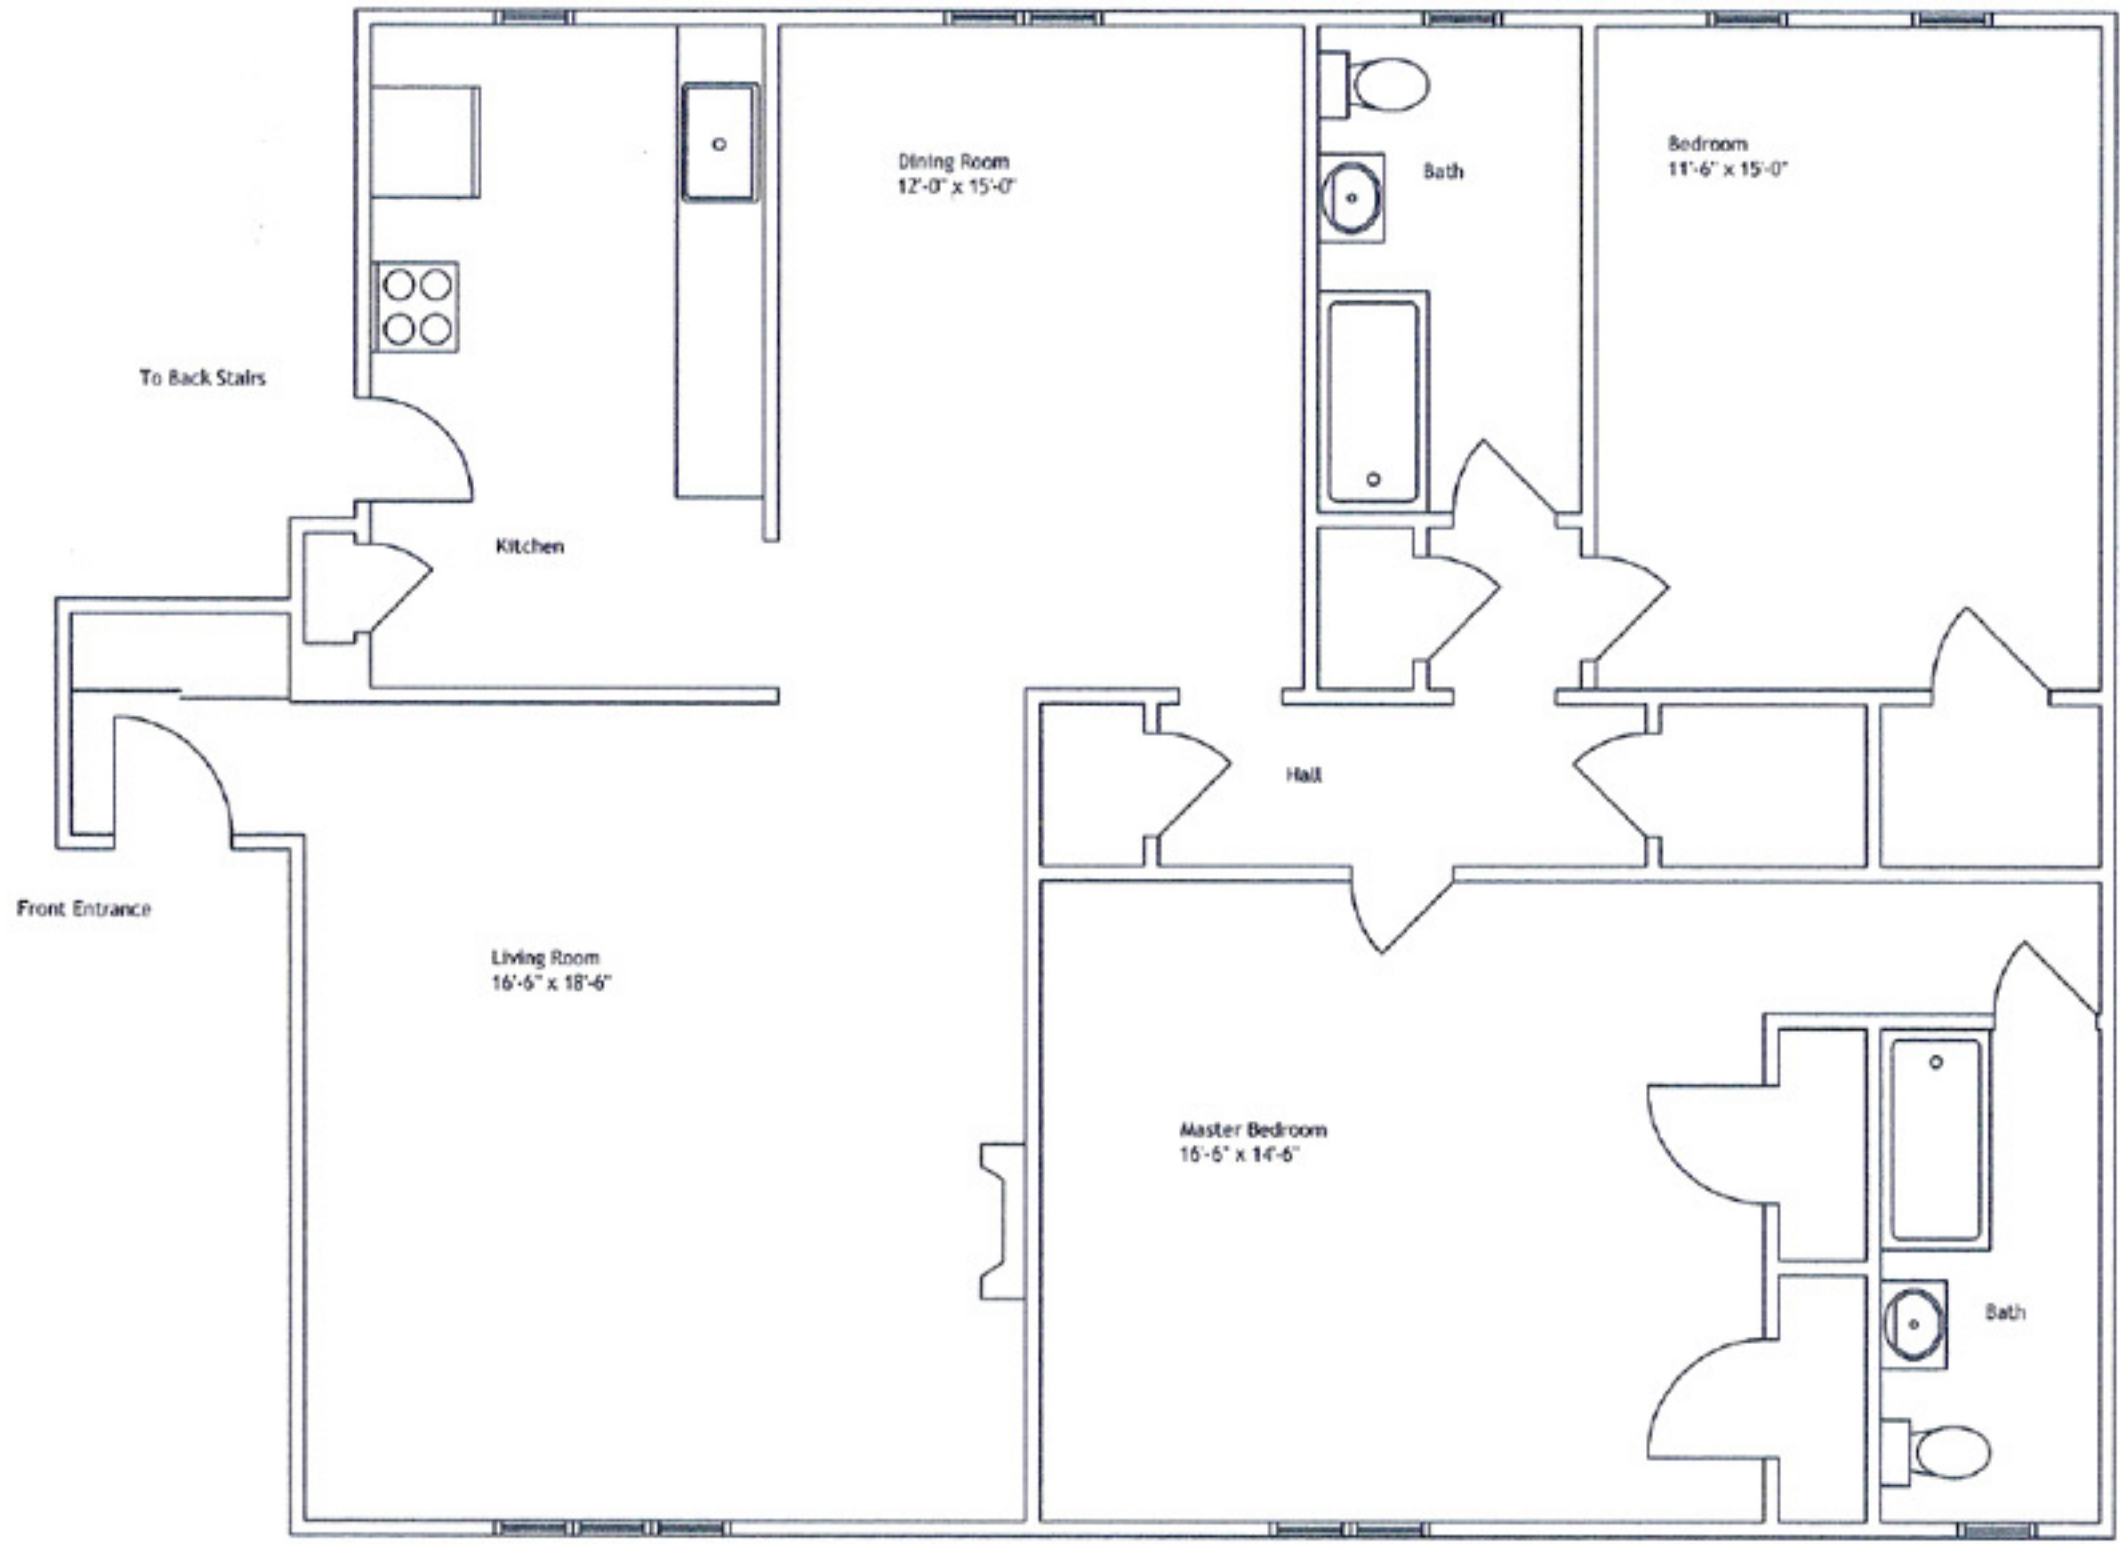 Dining Room
12'-0" x 15'-0"
Bath
Bedroom
11'-6" x 15'-0"
To Back Stairs
Kitchen
Hall
Front Entrance
Living Room
16'-6" x 18'-6"
Master Bedroom
16'-6" x 14'-6"
Bath